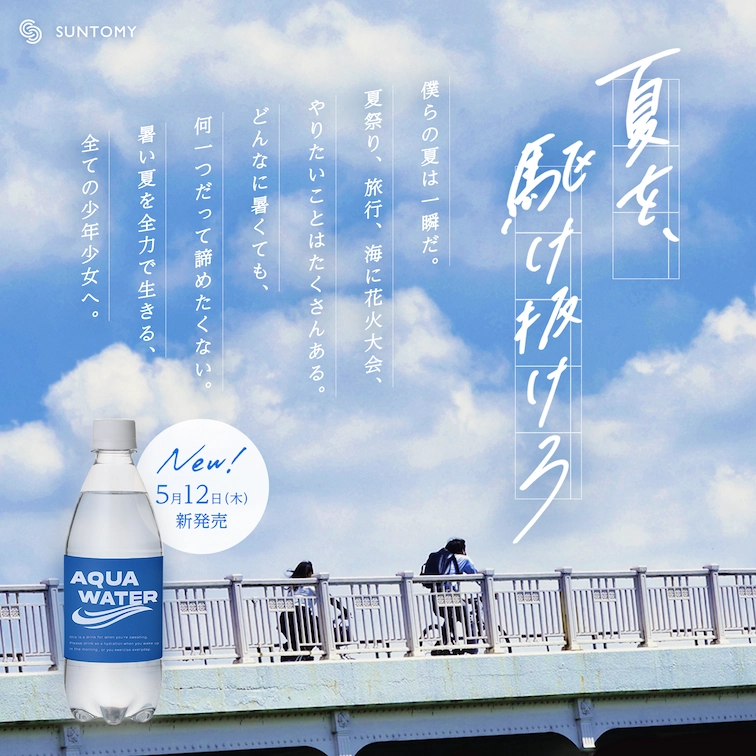 SUNTOMY
夏を、
駆け抜けろ
僕らの夏は一瞬だ。
夏祭り、旅行、海に花火大会、
やりたいことはたくさんある。
どんなに暑くても、
何一つだって諦めたくない。
暑い夏を全力で生きる、
全ての少年少女へ。
New!
5月12日(木)
新発売
AQUA
WATER